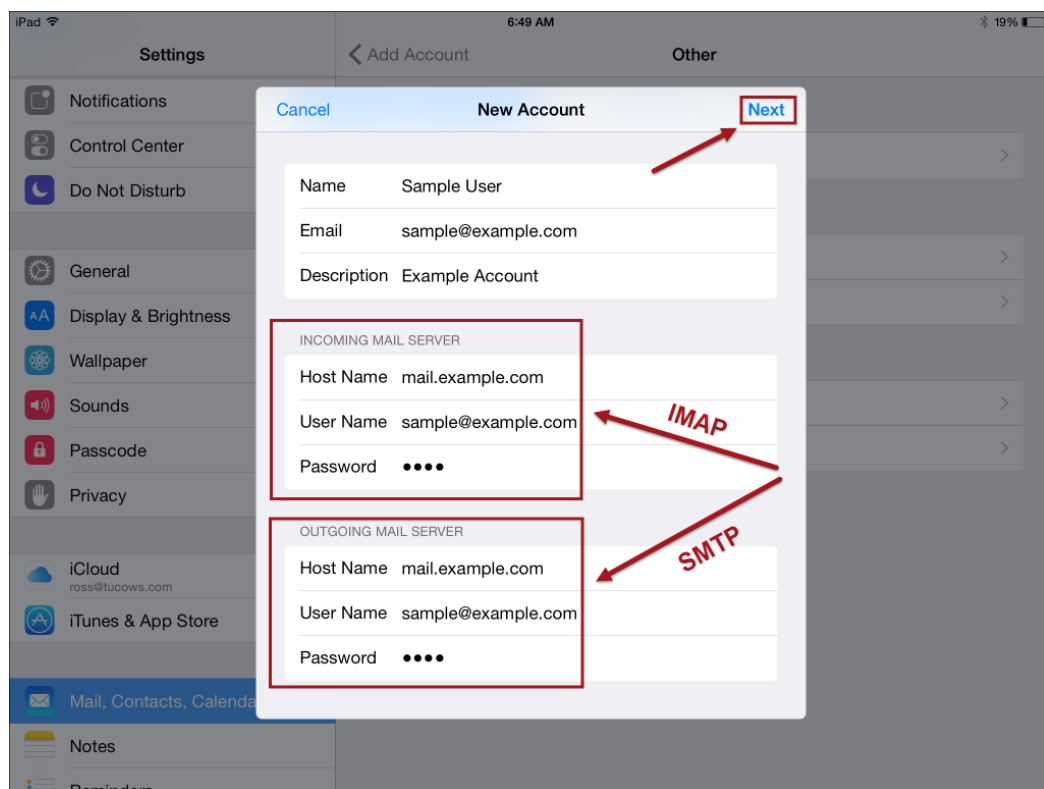 iPad 6:49 AM 19%
Settings
Add Account Other
Notifications
Control Center
Do Not Disturb
General
Display & Brightness
Wallpaper
Sounds
Passcode
Privacy
iCloud
ross@tucows.com
iTunes & App Store
Mail, Contacts, Calenda
Notes
Reminders
Cancel New Account Next
Name Sample User
Email sample@example.com
Description Example Account
INCOMING MAIL SERVER
Host Name mail.example.com
User Name sample@example.com
Password ••••
IMAP
OUTGOING MAIL SERVER
Host Name mail.example.com
User Name sample@example.com
Password ••••
SMTP